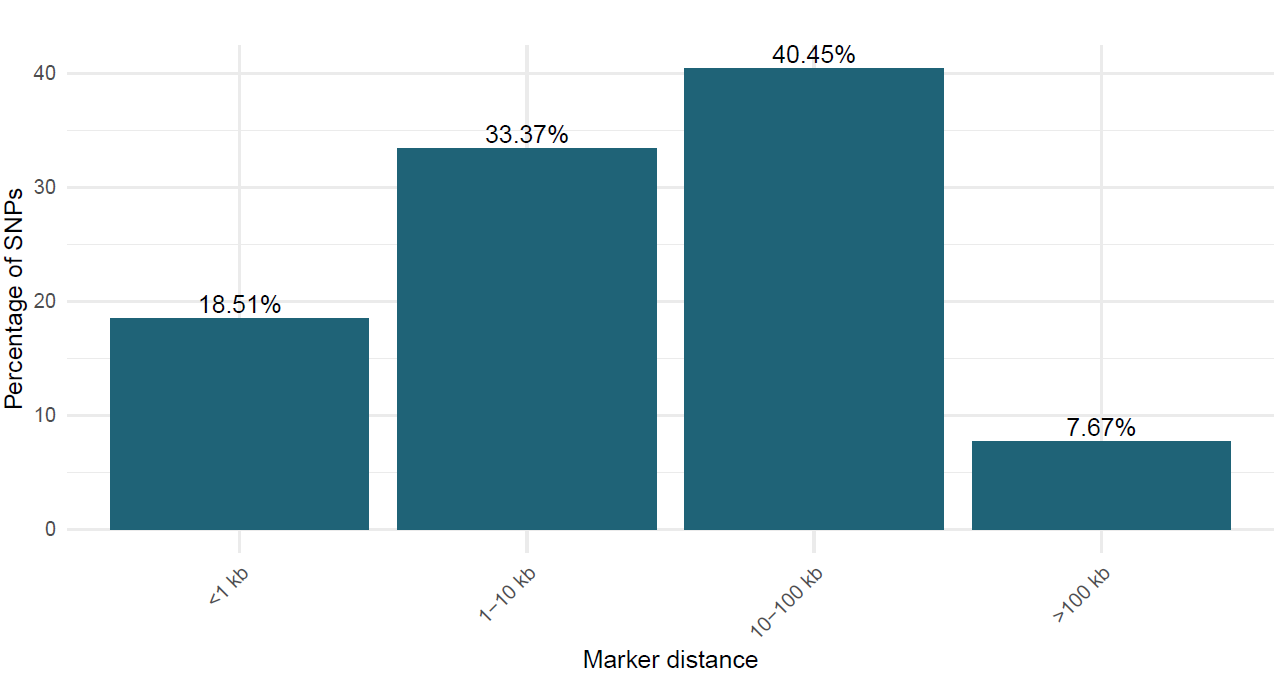 Percentage of SNPs
40
30
20
10
0
18.51%
33.37%
40.45%
7.67%
<1 kb
1−10 kb
10−100 kb
>100 kb
Marker distance